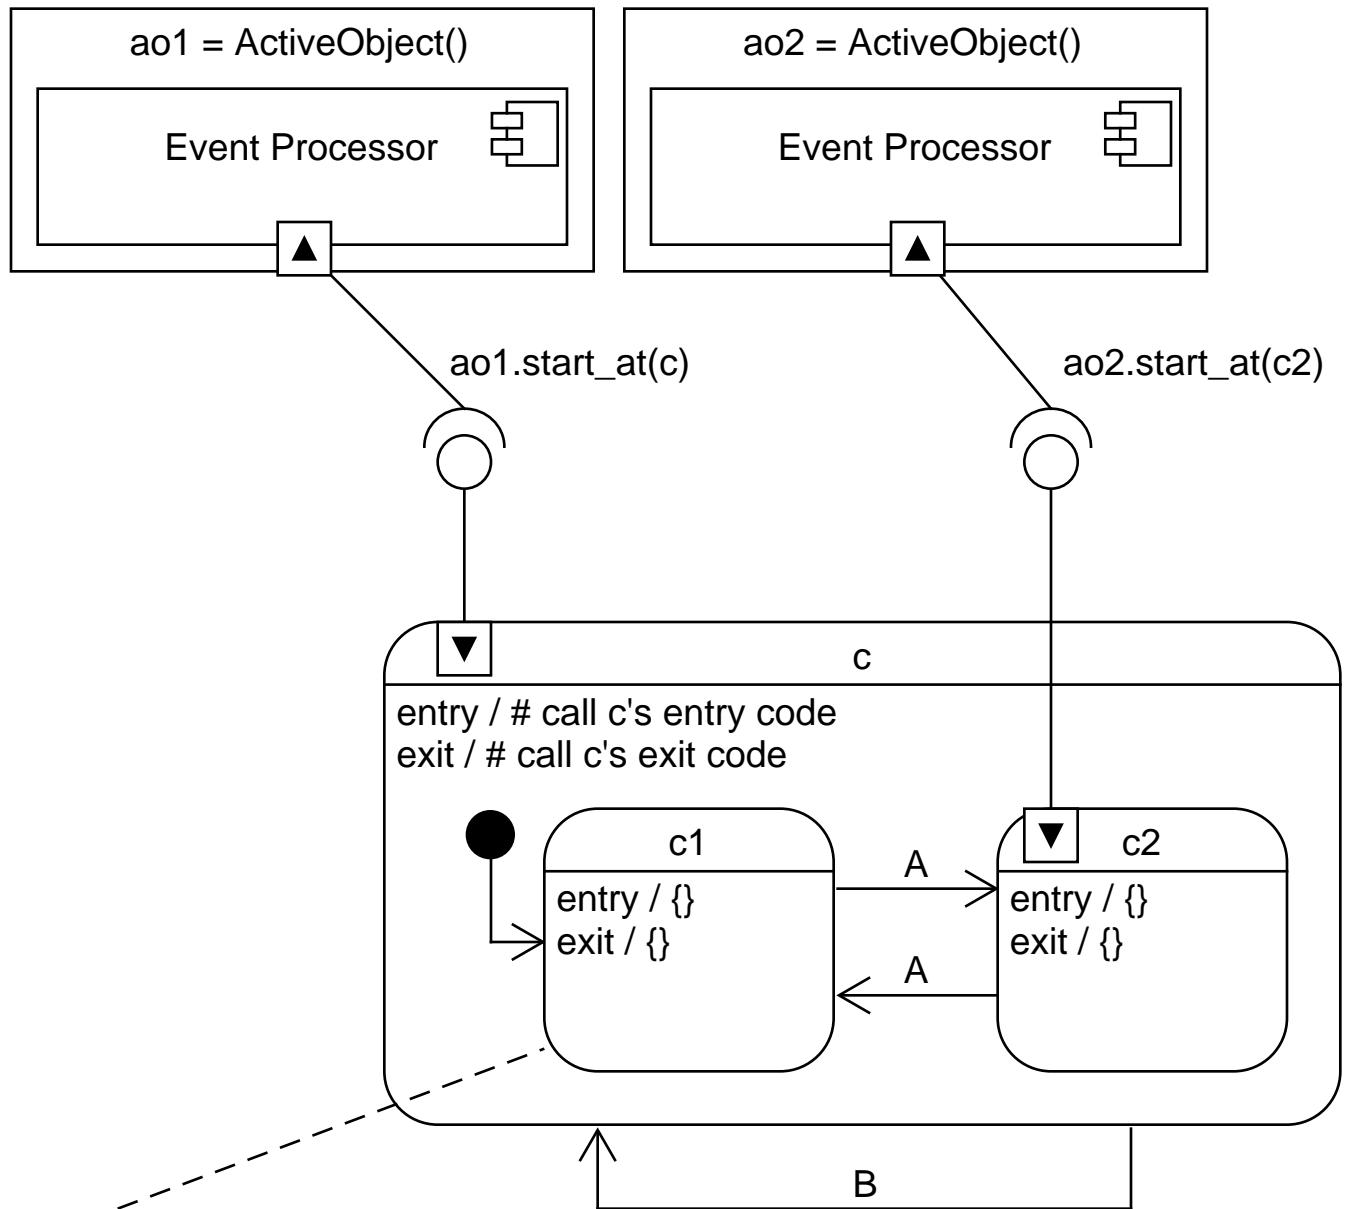 ao1 = ActiveObject()
ao2 = ActiveObject()
Event Processor
Event Processor
ao1.start_at(c)
ao2.start_at(c2)
c
entry / # call c's entry code
exit / # call c's exit code
c1
entry / {}
exit / {}
A
A
c2
entry / {}
exit / {}
B